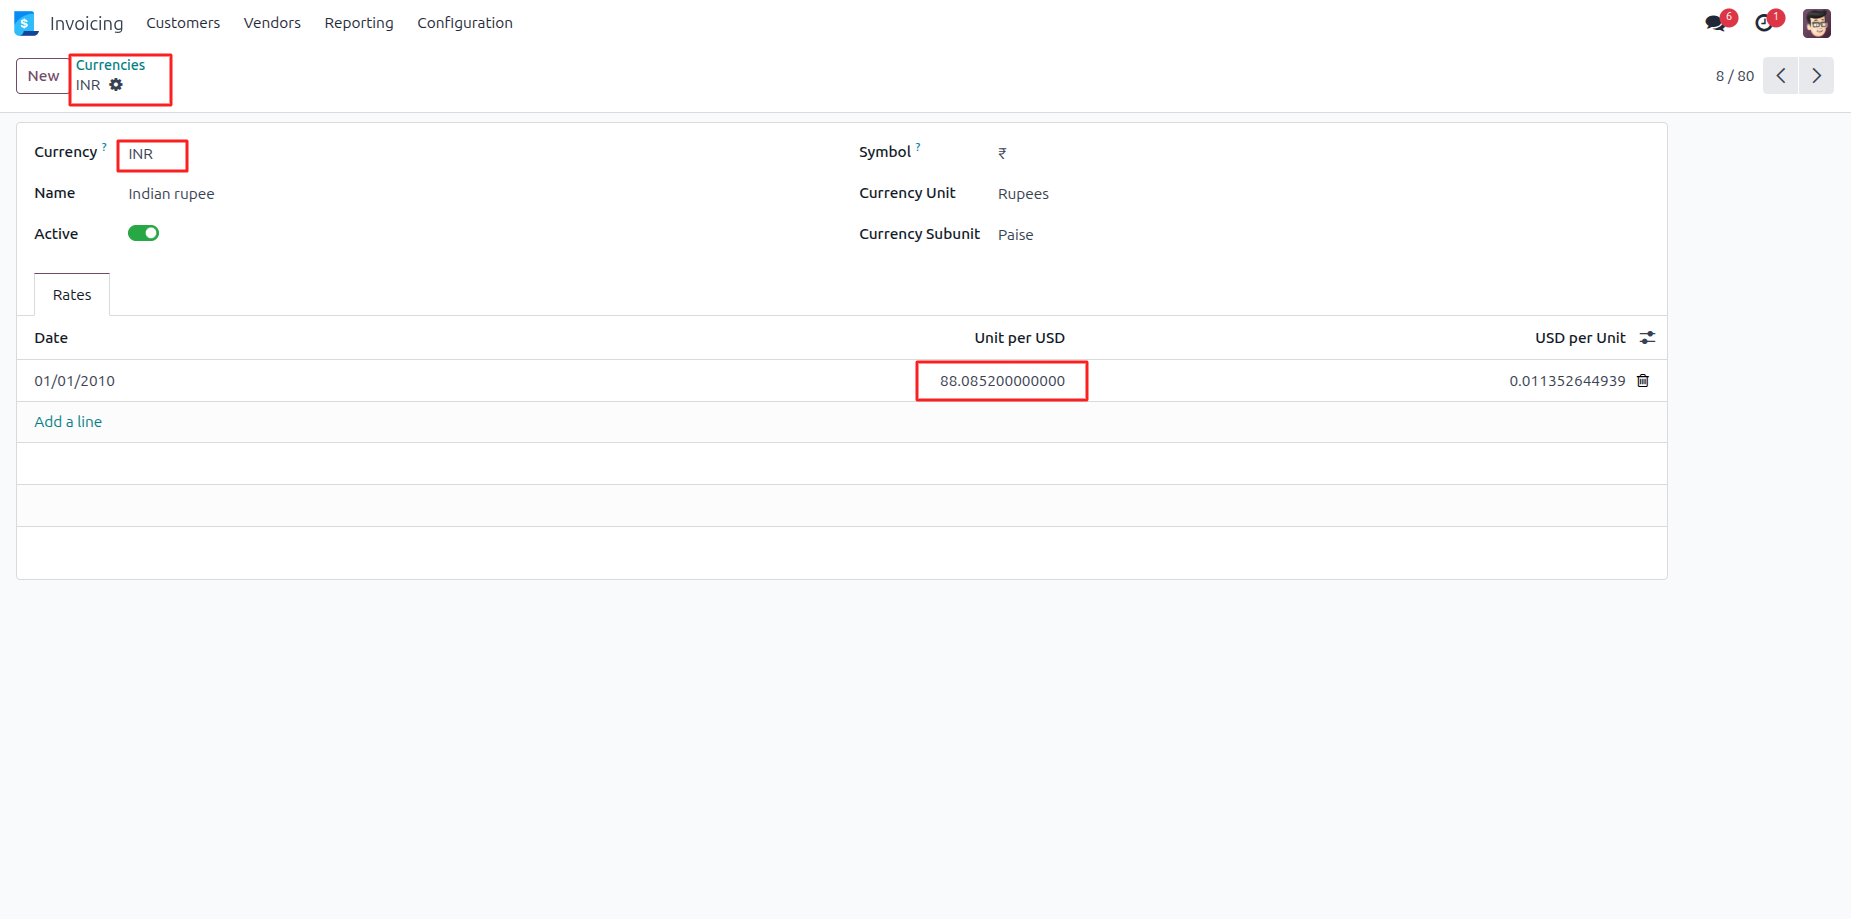 $ Invoicing Customers Vendors Reporting Configuration 6 1
New Currencies 8 / 80
INR
Currency ? INR Symbol ? ₹
Name Indian rupee Currency Unit Rupees
Active Currency Subunit Paise
Rates
Date Unit per USD USD per Unit
01/01/2010 88.085200000000 0.011352644939
Add a line